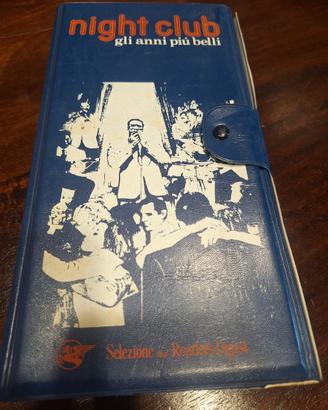 night club
gli anni più belli
Selezione dal Reader's Digest